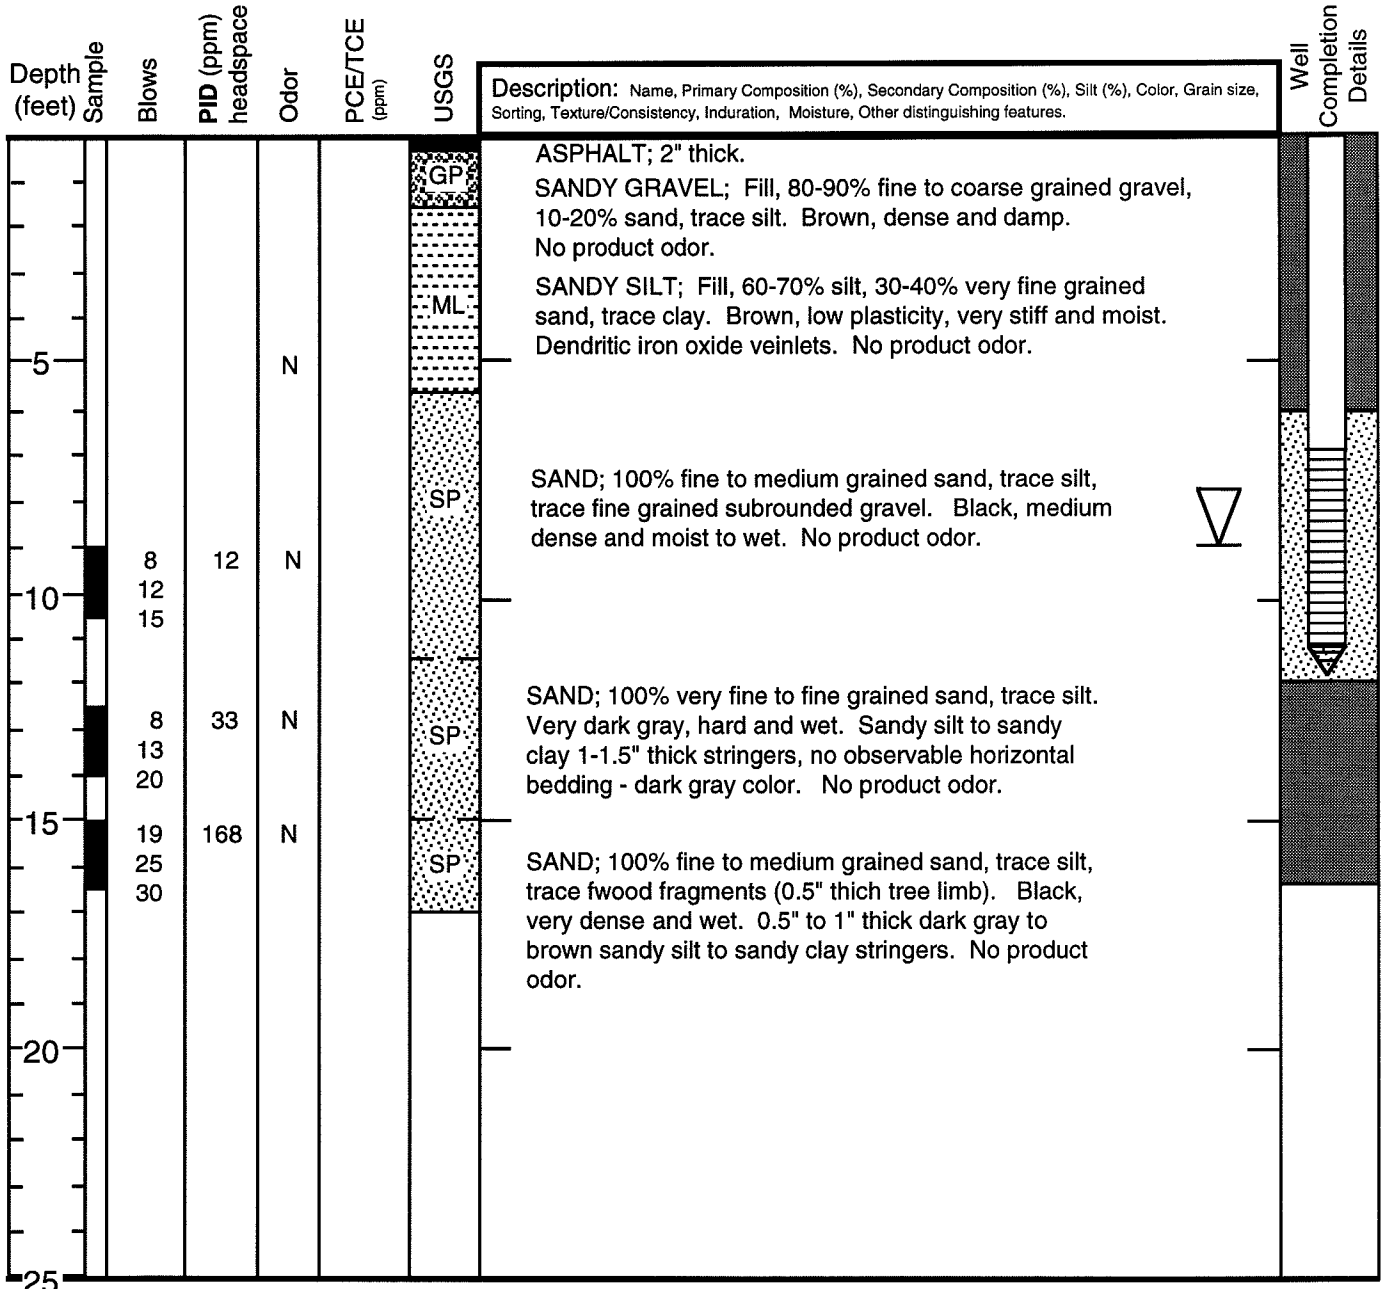 Depth
(feet)
Sample
Blows
PID (ppm)
headspace
Odor
PCE/TCE
(ppm)
USGS
Description: Name, Primary Composition (%), Secondary Composition (%), Silt (%), Color, Grain size,
Sorting, Texture/Consistency, Induration, Moisture, Other distinguishing features.
Well
Completion
Details
ASPHALT; 2" thick.
GP
SANDY GRAVEL; Fill, 80-90% fine to coarse grained gravel,
10-20% sand, trace silt. Brown, dense and damp.
No product odor.
ML
SANDY SILT; Fill, 60-70% silt, 30-40% very fine grained
sand, trace clay. Brown, low plasticity, very stiff and moist.
Dendritic iron oxide veinlets. No product odor.
5
N
SP
SAND; 100% fine to medium grained sand, trace silt,
trace fine grained subrounded gravel. Black, medium
dense and moist to wet. No product odor.
8 12 N
12
10
15
SP
SAND; 100% very fine to fine grained sand, trace silt.
Very dark gray, hard and wet. Sandy silt to sandy
clay 1-1.5" thick stringers, no observable horizontal
bedding - dark gray color. No product odor.
8 33 N
13
20
15
19 168 N
25
30
SP
SAND; 100% fine to medium grained sand, trace silt,
trace fwood fragments (0.5" thich tree limb). Black,
very dense and wet. 0.5" to 1" thick dark gray to
brown sandy silt to sandy clay stringers. No product
odor.
20
25